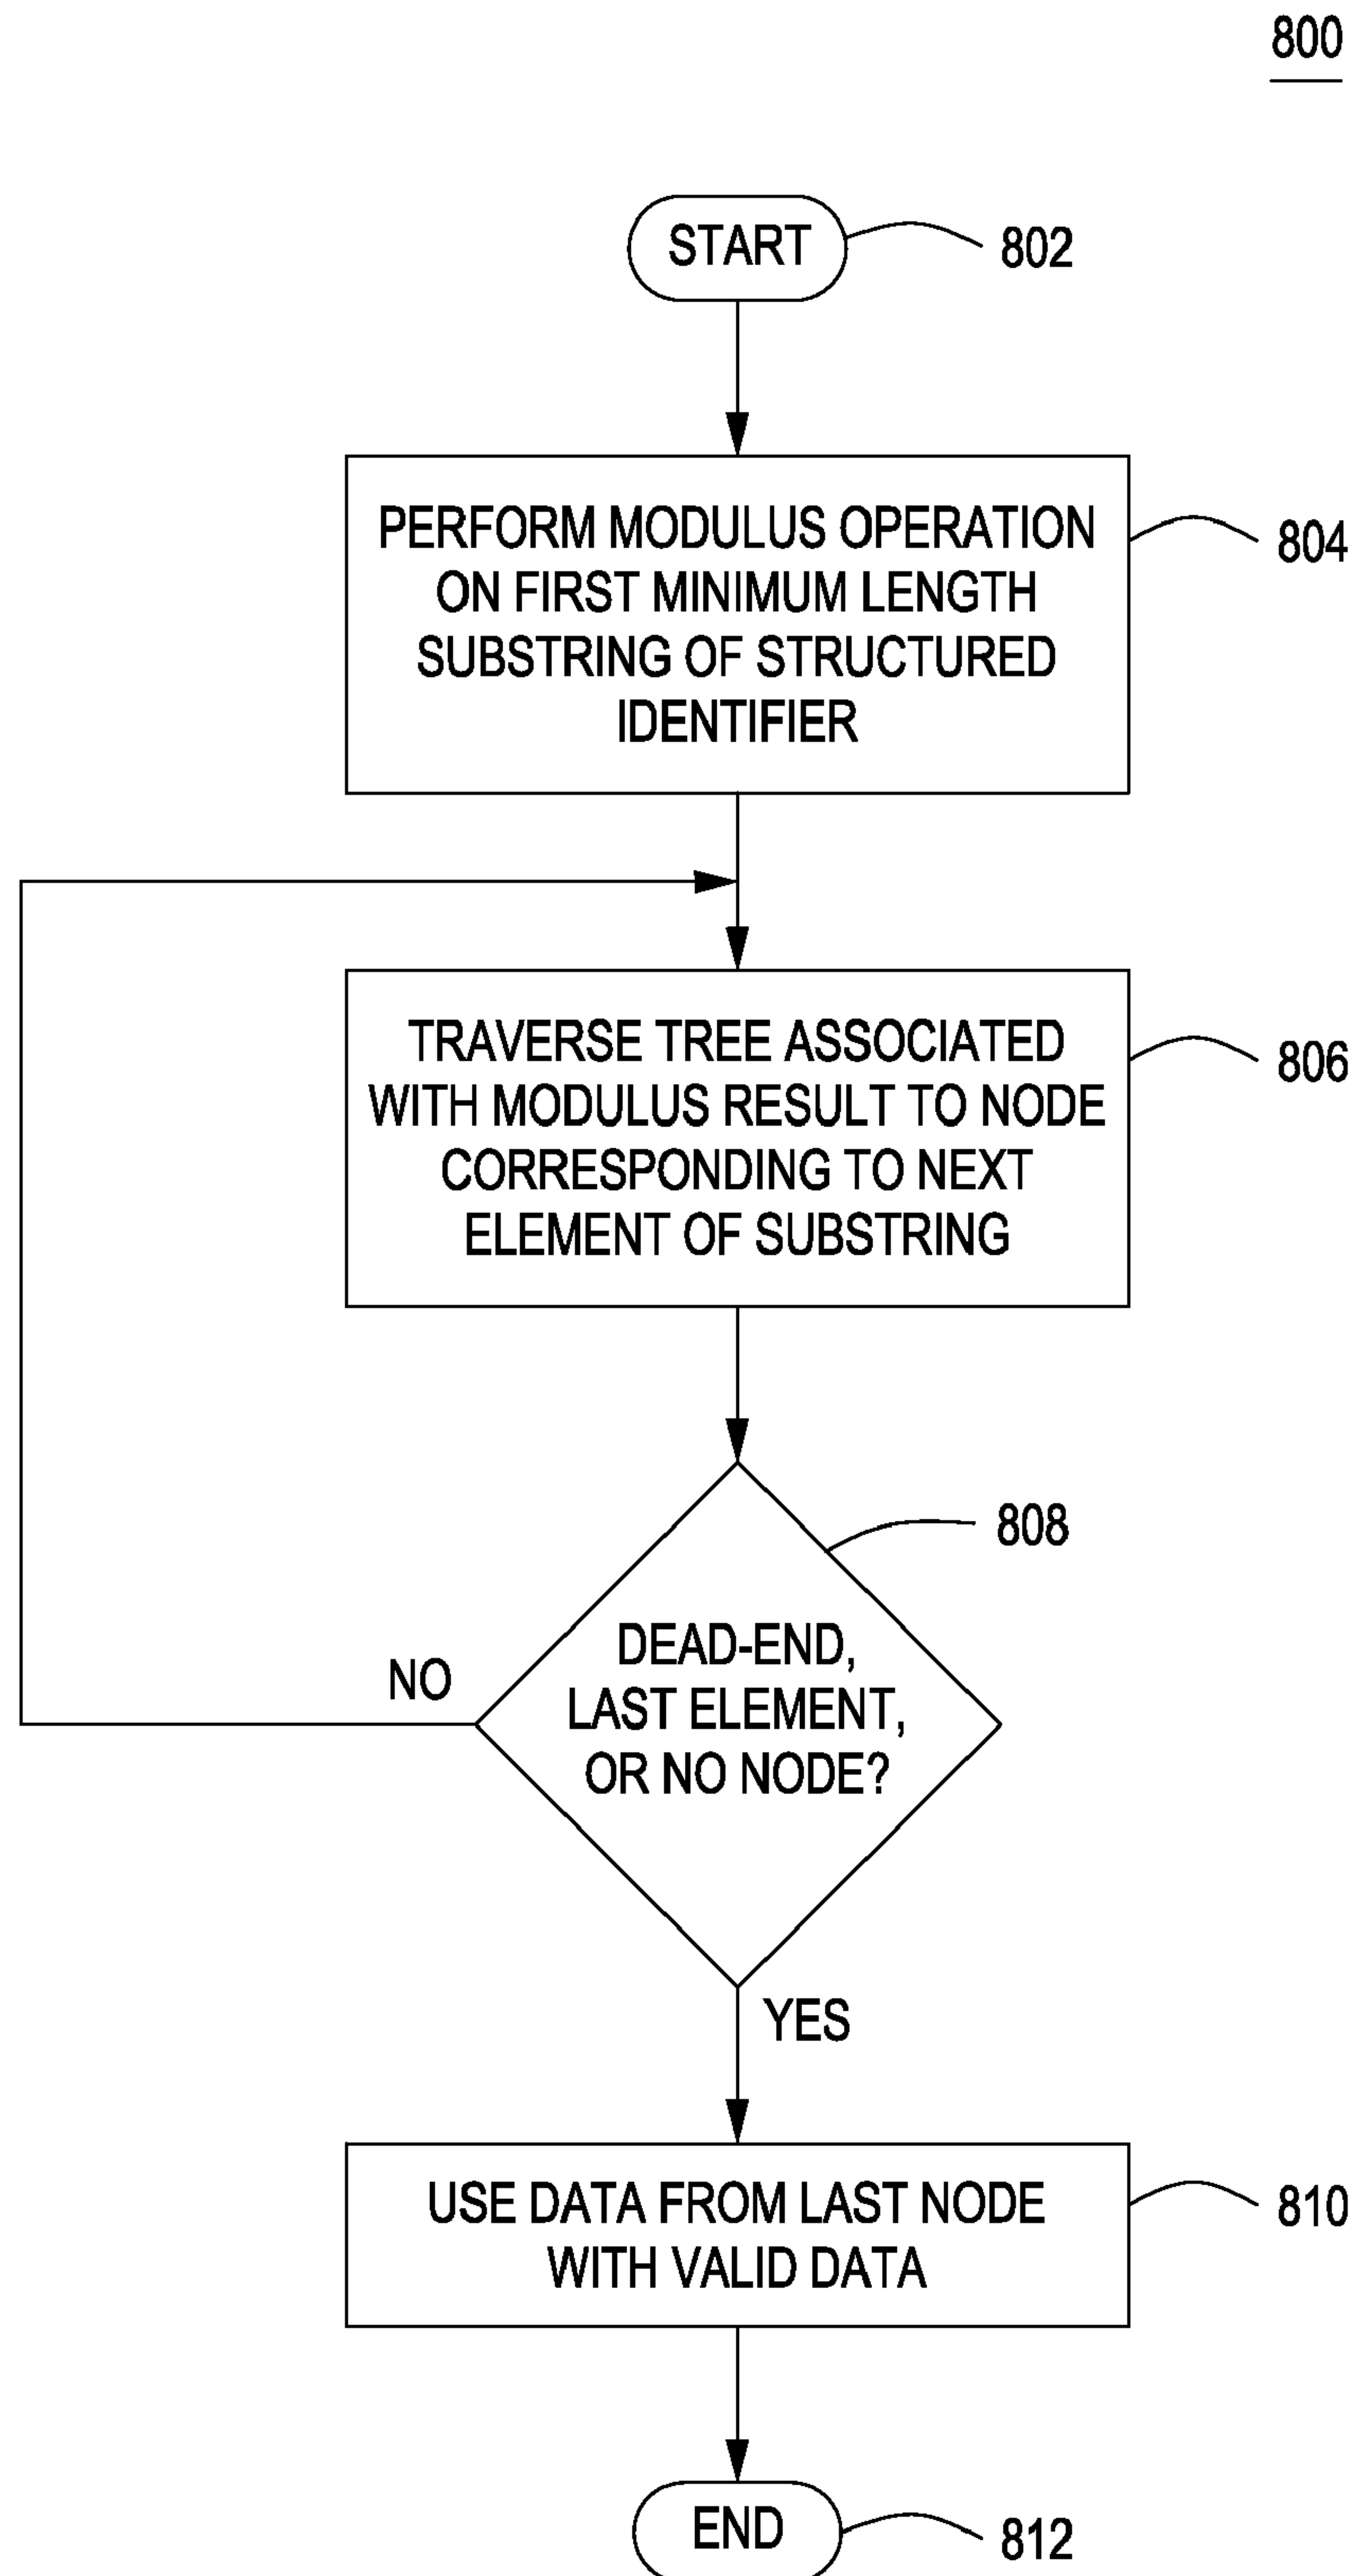 800
START
802
PERFORM MODULUS OPERATION
ON FIRST MINIMUM LENGTH
SUBSTRING OF STRUCTURED
IDENTIFIER
804
TRAVERSE TREE ASSOCIATED
WITH MODULUS RESULT TO NODE
CORRESPONDING TO NEXT
ELEMENT OF SUBSTRING
806
808
DEAD-END,
LAST ELEMENT,
OR NO NODE?
NO
YES
USE DATA FROM LAST NODE
WITH VALID DATA
810
END
812